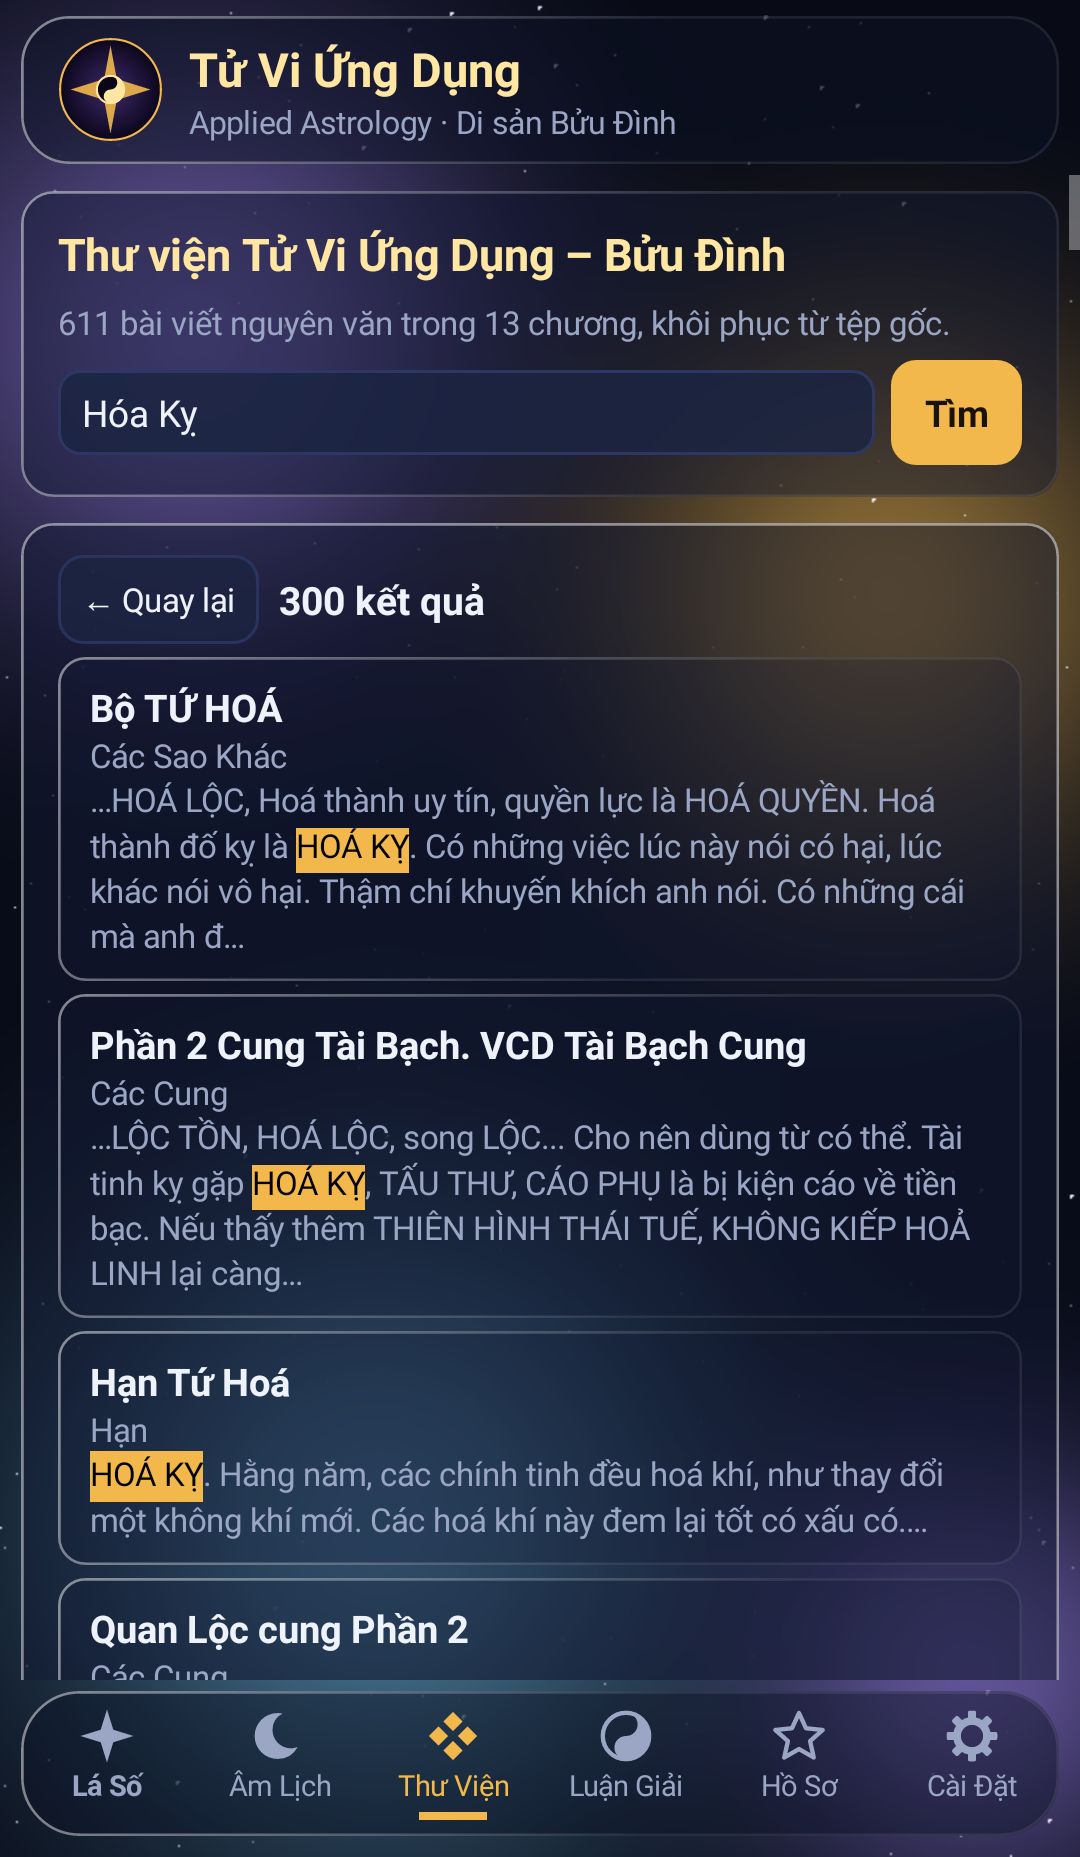 Tử Vi Ứng Dụng
Applied Astrology · Di sản Bửu Đình
Thư viện Tử Vi Ứng Dụng – Bửu Đình
611 bài viết nguyên văn trong 13 chương, khôi phục từ tệp gốc.
Hóa Kỵ
Tìm
← Quay lại
300 kết quả
Bộ TỨ HOÁ
Các Sao Khác
...HOÁ LỘC, Hoá thành uy tín, quyền lực là HOÁ QUYỀN. Hoá
thành đố kỵ là HOÁ KỴ. Có những việc lúc này nói có hại, lúc
khác nói vô hại. Thậm chí khuyến khích anh nói. Có những cái
mà anh đ...
Phần 2 Cung Tài Bạch. VCD Tài Bạch Cung
Các Cung
...LỘC TỒN, HOÁ LỘC, song LỘC... Cho nên dùng từ có thể. Tài
tinh kỵ gặp HOÁ KỴ, TẤU THƯ, CÁO PHỤ là bị kiện cáo về tiền
bạc. Nếu thấy thêm THIÊN HÌNH THÁI TUẾ, KHÔNG KIẾP HOẢ
LINH lại càng...
Hạn Tứ Hoá
Hạn
HOÁ KỴ. Hằng năm, các chính tinh đều hoá khí, như thay đổi
một không khí mới. Các hoá khí này đem lại tốt có xấu có....
Quan Lộc cung Phần 2
Các Cung
Lá Số
Âm Lịch
Thư Viện
Luận Giải
Hồ Sơ
Cài Đặt